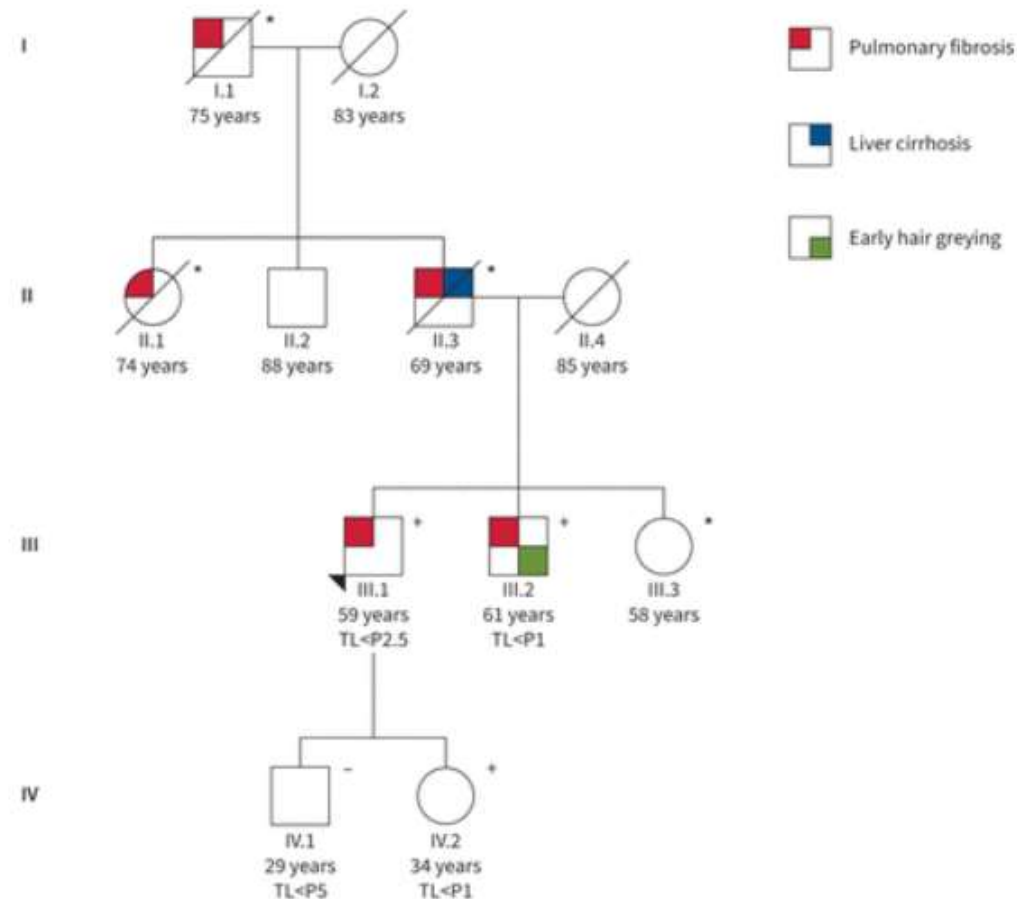 I
*
I.1
75 years
I.2
83 years
Pulmonary fibrosis
Liver cirrhosis
Early hair greying
II
*
II.1
74 years
II.2
88 years
*
II.3
69 years
II.4
85 years
III
+
III.1
59 years
TL<P2.5
+
III.2
61 years
TL<P1
*
III.3
58 years
IV
–
IV.1
29 years
TL<P5
+
IV.2
34 years
TL<P1